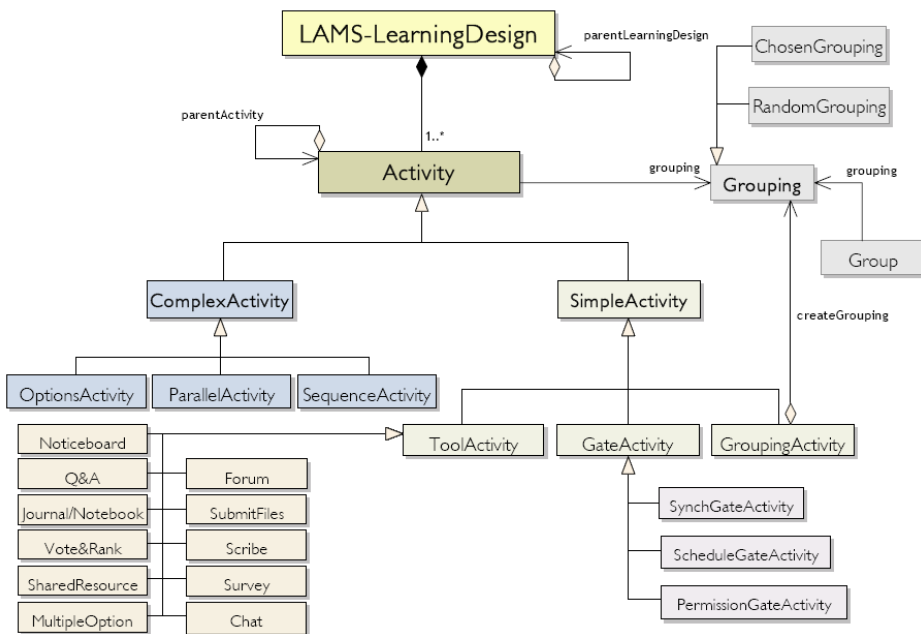 LAMS-LearningDesign
parentLearningDesign
ChosenGrouping
RandomGrouping
parentActivity
1..*
Activity
grouping
Grouping
grouping
Group
ComplexActivity
SimpleActivity
createGrouping
OptionsActivity
ParallelActivity
SequenceActivity
Noticeboard
ToolActivity
GateActivity
GroupingActivity
Q&A
Forum
Journal/Notebook
SubmitFiles
SynchGateActivity
Vote&Rank
Scribe
ScheduleGateActivity
SharedResource
Survey
PermissionGateActivity
MultipleOption
Chat